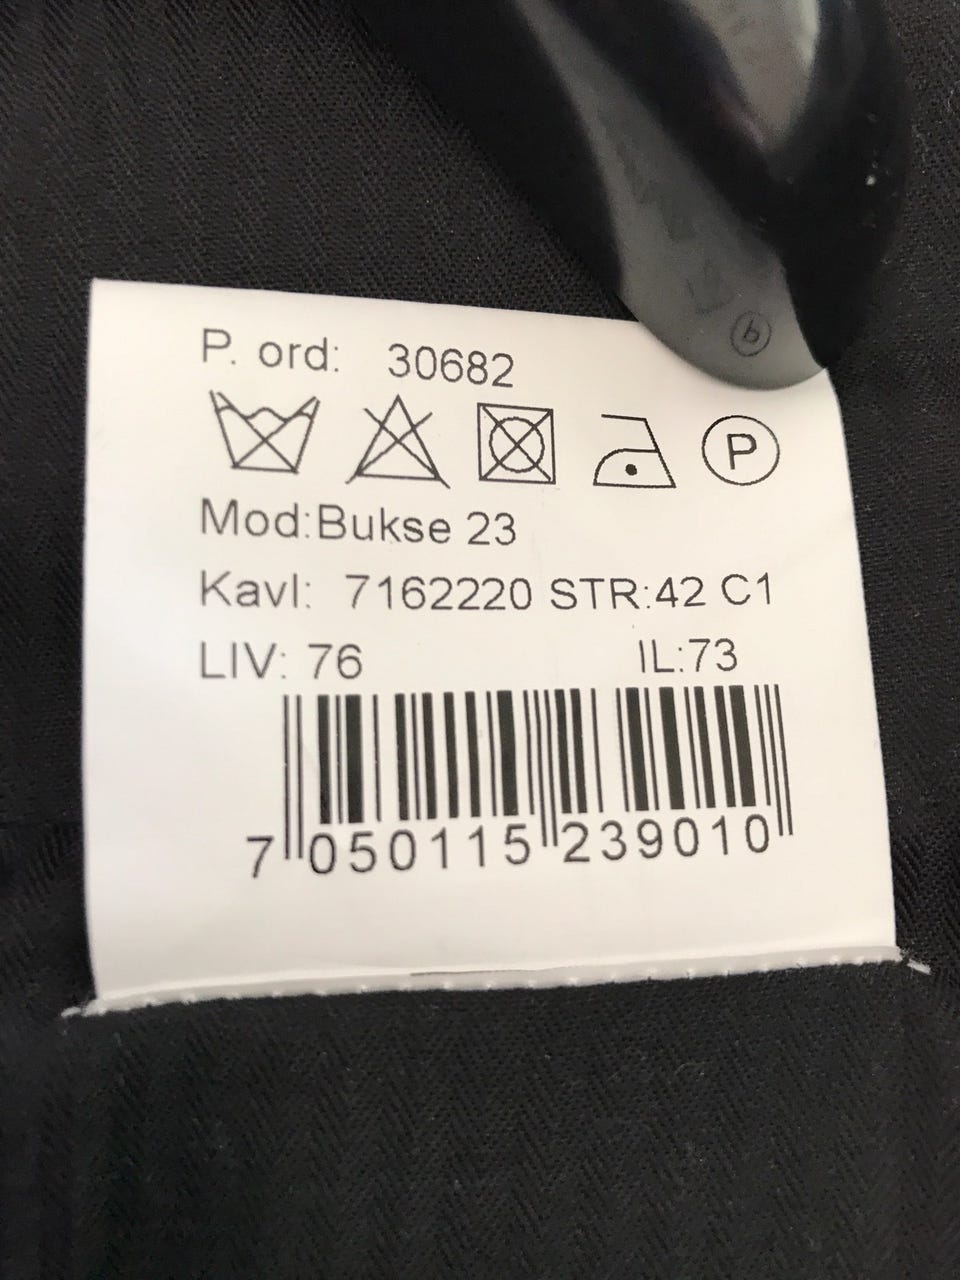 P. ord: 30682
P
Mod:Bukse 23
Kavl: 7162220 STR:42 C1
LIV: 76 IL:73
7 050115 239010